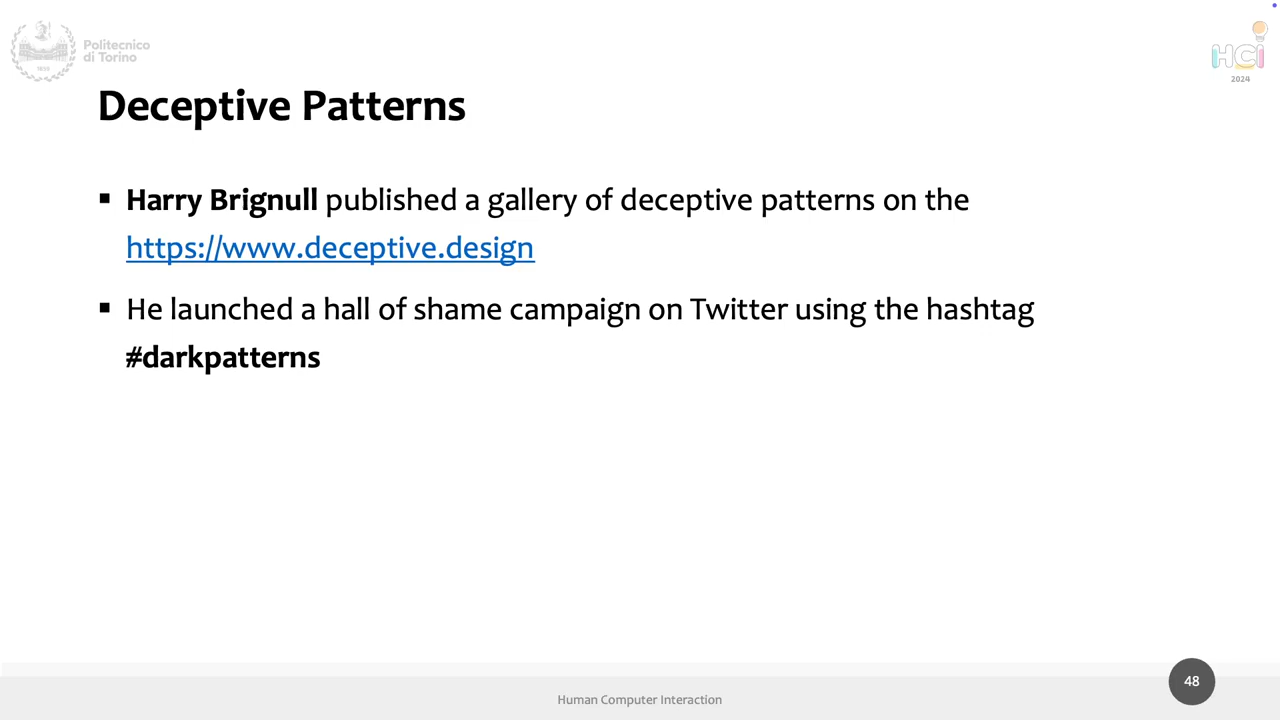 Politecnico
di Torino
1859
HCI
2024
Deceptive Patterns
▪ Harry Brignull published a gallery of deceptive patterns on the
https://www.deceptive.design
▪ He launched a hall of shame campaign on Twitter using the hashtag
#darkpatterns
48
Human Computer Interaction